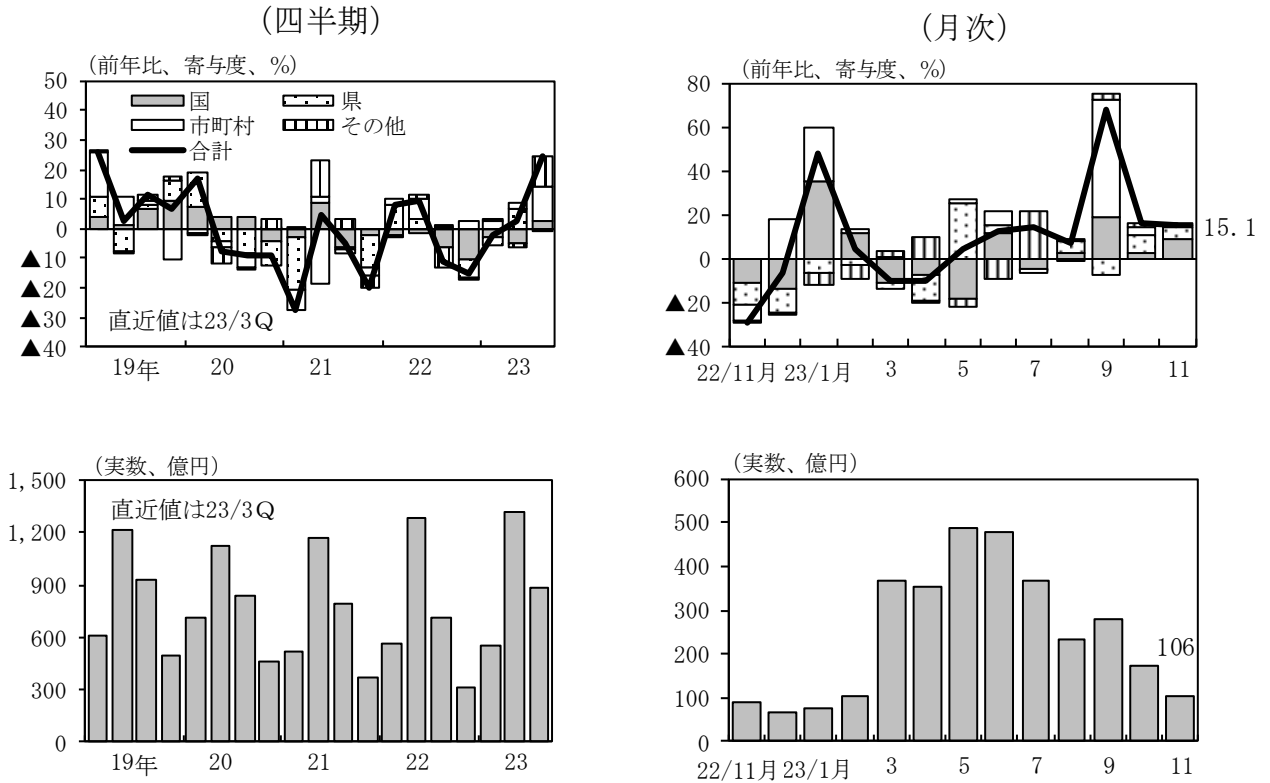 (四半期)
(前年比、寄与度、%)
50
40
30
20
10
0
▲10
▲20
▲30
▲40
国
県
市町村
その他
合計
直近値は23/3Q
19年 20 21 22 23
(月次)
(前年比、寄与度、%)
80
60
40
20
0
▲20
▲40
15.1
22/11月 23/1月 3 5 7 9 11
(実数、億円)
1,500
1,200
900
600
300
0
直近値は23/3Q
19年 20 21 22 23
(実数、億円)
600
500
400
300
200
100
0
106
22/11月 23/1月 3 5 7 9 11